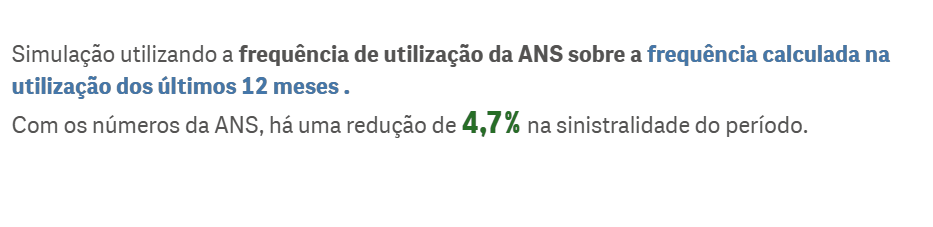 Simulação utilizando a frequência de utilização da ANS sobre a frequência calculada na
utilização dos últimos 12 meses .
Com os números da ANS, há uma redução de 4,7% na sinistralidade do período.